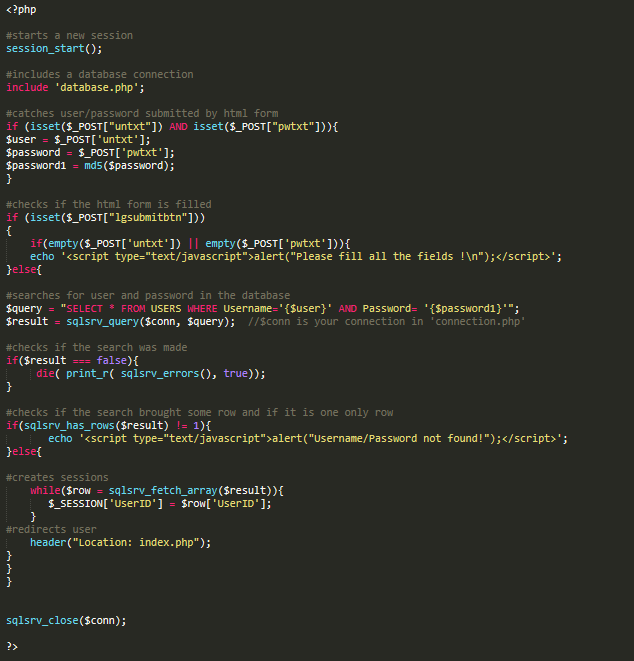 <?php
#starts a new session
session_start();
#includes a database connection
include 'database.php';
#catches user/password submitted by html form
if (isset($_POST["untxt"]) AND isset($_POST["pwtxt"])){
$user = $_POST['untxt'];
$password = $_POST['pwtxt'];
$password1 = md5($password);
}
#checks if the html form is filled
if (isset($_POST["lgsubmitbtn"]))
{
if(empty($_POST['untxt']) || empty($_POST['pwtxt'])){
echo '<script type="text/javascript">alert("Please fill all the fields !\n");</script>';
}else{
#searches for user and password in the database
$query = "SELECT * FROM USERS WHERE Username='{$user}' AND Password= '{$password1}'";
$result = sqlsrv_query($conn, $query);  //$conn is your connection in 'connection.php'
#checks if the search was made
if($result === false){
die( print_r( sqlsrv_errors(), true));
}
#checks if the search brought some row and if it is one only row
if(sqlsrv_has_rows($result) != 1){
echo '<script type="text/javascript">alert("Username/Password not found!");</script>';
}else{
#creates sessions
while($row = sqlsrv_fetch_array($result)){
$_SESSION['UserID'] = $row['UserID'];
}
#redirects user
header("Location: index.php");
}
}
}
sqlsrv_close($conn);
?>